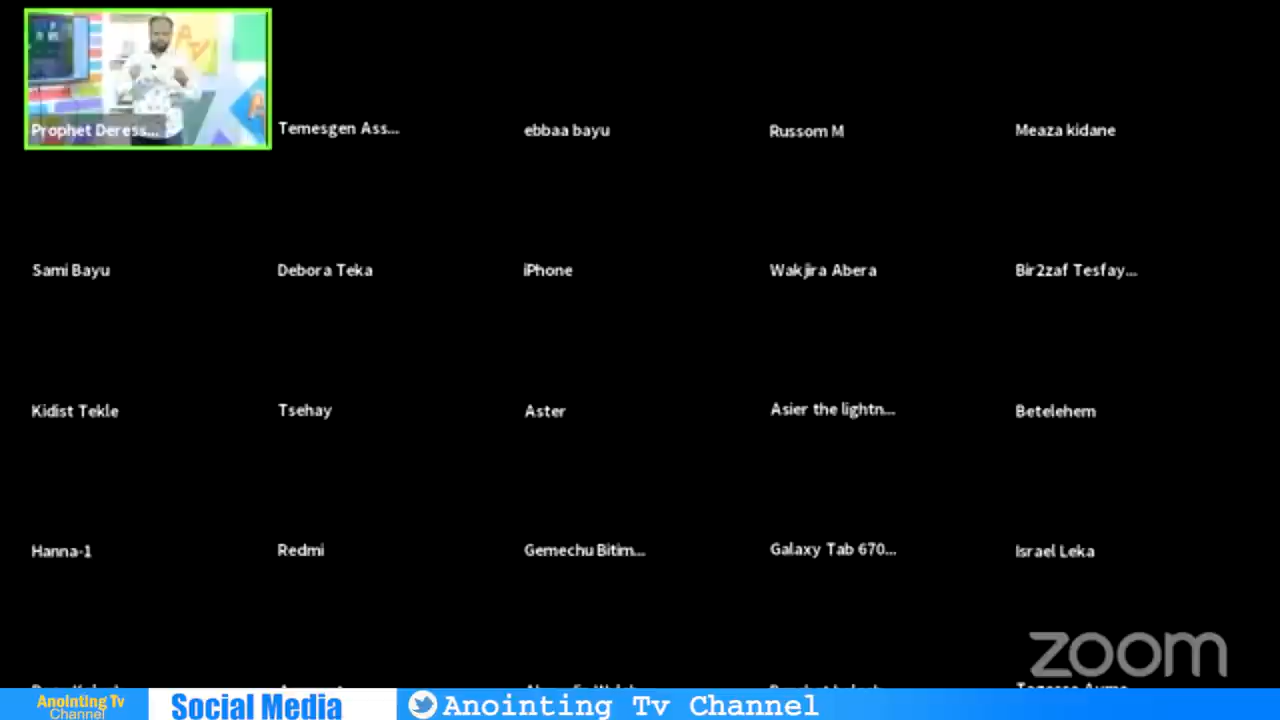 Prophet Deress...
Temesgen Ass...
ebbaa bayu
Russom M
Meaza kidane
Sami Bayu
Debora Teka
iPhone
Wakjira Abera
Bir2zaf Tesfay...
Kidist Tekle
Tsehay
Aster
Asier the lightn...
Betelehem
Hanna-1
Redmi
Gemechu Bitim...
Galaxy Tab 670...
Israel Leka
zoom
Anointing Tv
Channel
Social Media
Anointing Tv Channel